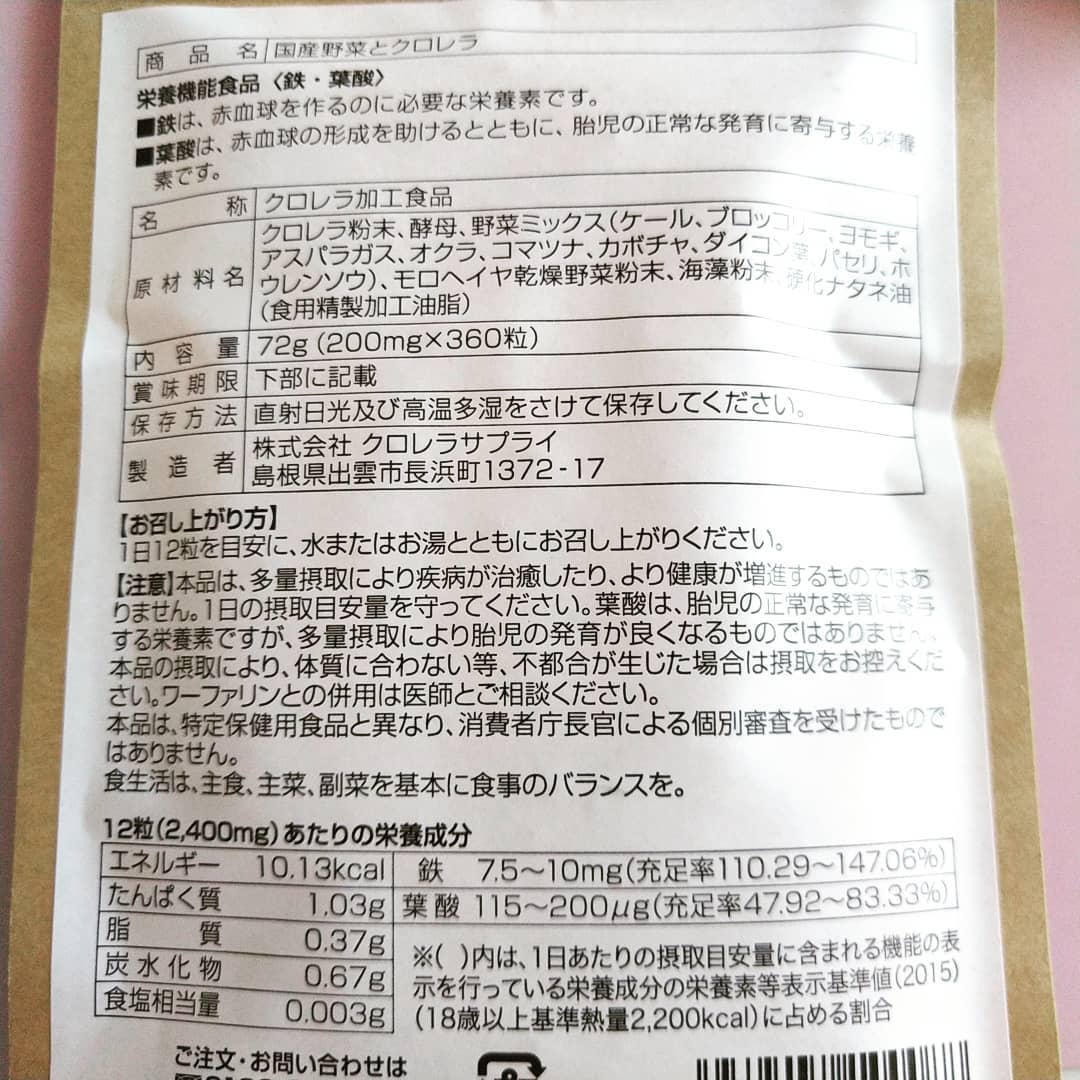 商品名 国産野菜とクロレラ
栄養機能食品〈鉄・葉酸〉
■鉄は、赤血球を作るのに必要な栄養素です。
■葉酸は、赤血球の形成を助けるとともに、胎児の正常な発育に寄与する栄養
素です。
名称 クロレラ加工食品
原材料名 クロレラ粉末、酵母、野菜ミックス(ケール、ブロッコリー、ヨモギ、
アスパラガス、オクラ、コマツナ、カボチャ、ダイコン葉、パセリ、ホ
ウレンソウ)、モロヘイヤ乾燥野菜粉末、海藻粉末、硬化ナタネ油
(食用精製加工油脂)
内容量 72g(200mg×360粒)
賞味期限 下部に記載
保存方法 直射日光及び高温多湿をさけて保存してください。
製造者 株式会社 クロレラサプライ
島根県出雲市長浜町1372-17
【お召し上がり方】
1日12粒を目安に、水またはお湯とともにお召し上がりください。
【注意】本品は、多量摂取により疾病が治癒したり、より健康が増進するものではあ
りません。1日の摂取目安量を守ってください。葉酸は、胎児の正常な発育に寄与
する栄養素ですが、多量摂取により胎児の発育が良くなるものではありません。
本品の摂取により、体質に合わない等、不都合が生じた場合は摂取をお控えくだ
さい。ワーファリンとの併用は医師とご相談ください。
本品は、特定保健用食品と異なり、消費者庁長官による個別審査を受けたもので
はありません。
食生活は、主食、主菜、副菜を基本に食事のバランスを。
12粒(2,400mg)あたりの栄養成分
エネルギー 10.13kcal
たんぱく質 1.03g
脂質 0.37g
炭水化物 0.67g
食塩相当量 0.003g
鉄 7.5〜10mg(充足率110.29〜147.06%)
葉酸 115〜200μg(充足率47.92〜83.33%)
※( )内は、1日あたりの摂取目安量に含まれる機能の表
示を行っている栄養成分の栄養素等表示基準値(2015)
(18歳以上基準熱量2,200kcal)に占める割合
ご注文・お問い合わせは